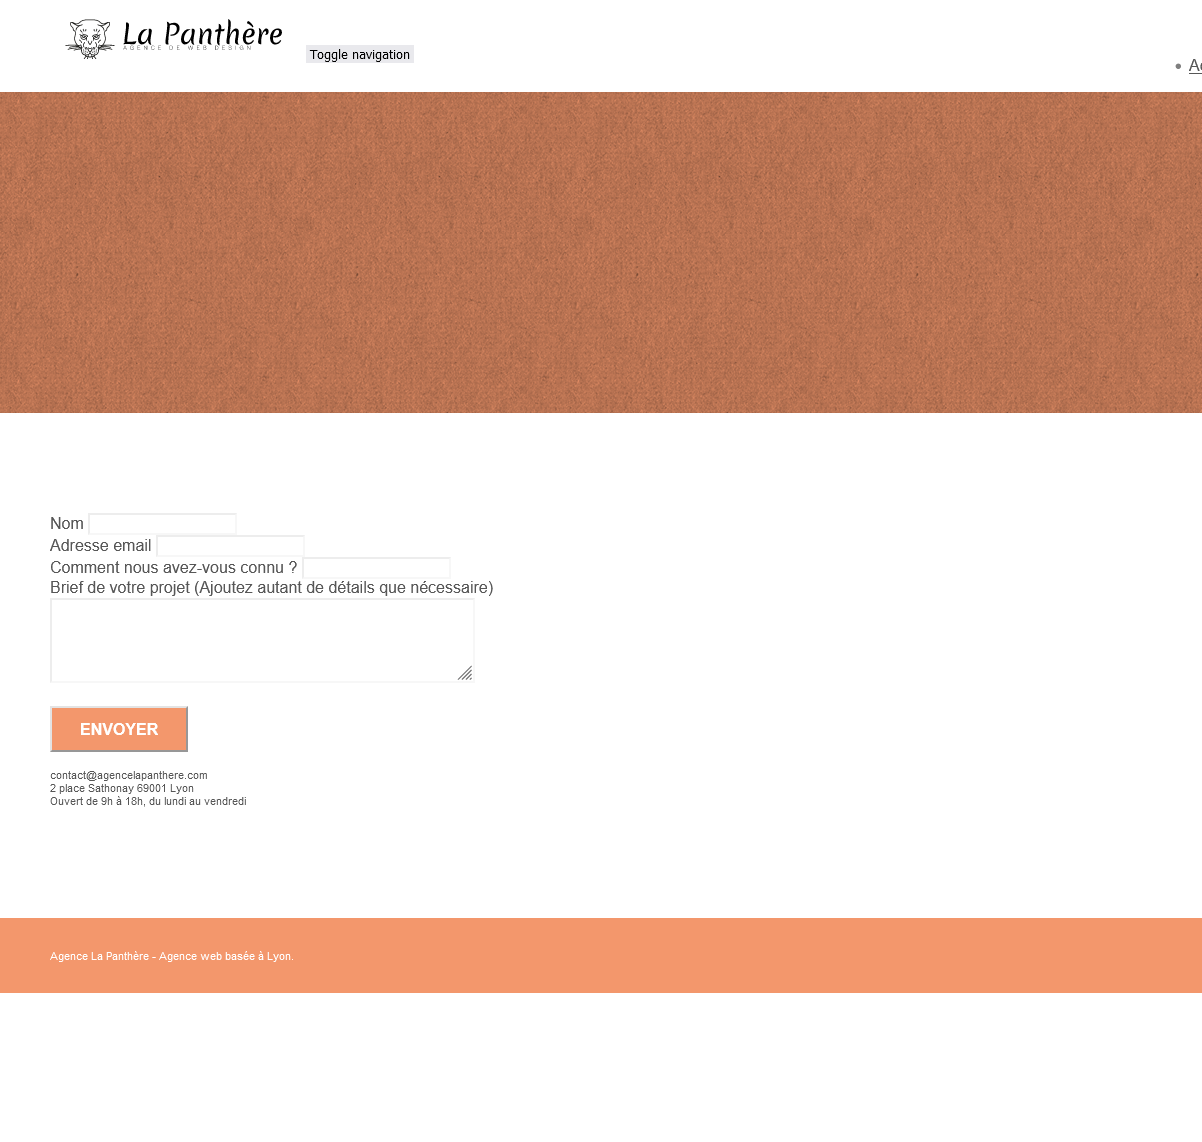 La Panthère
AGENCE DE WEB DESIGN
Toggle navigation
Nom
Adresse email
Comment nous avez-vous connu ?
Brief de votre projet (Ajoutez autant de détails que nécessaire)
ENVOYER
contact@agencelapanthere.com
2 place Sathonay 69001 Lyon
Ouvert de 9h à 18h, du lundi au vendredi
Agence La Panthère - Agence web basée à Lyon.